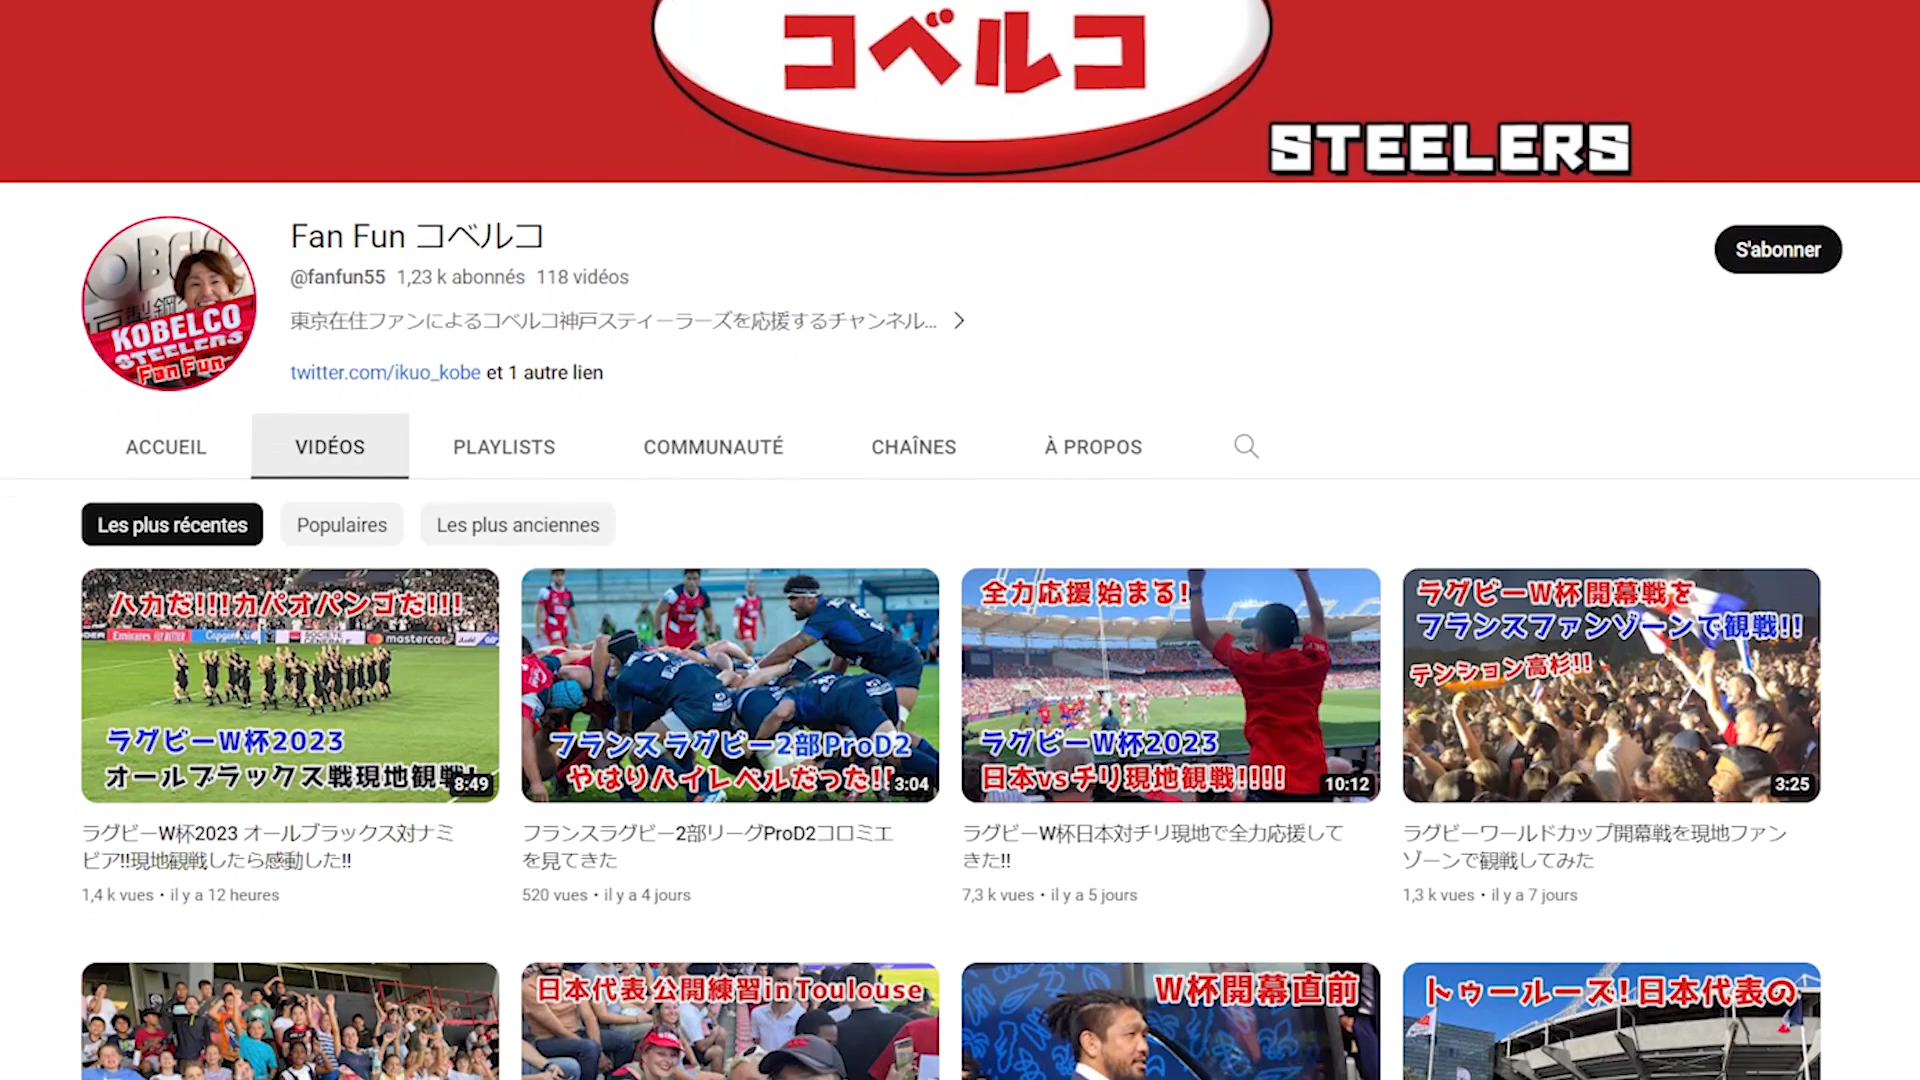 コベルコ
STEELERS
Fan Fun コベルコ
@fanfun55 1,23 k abonnés 118 vidéos
東京在住ファンによるコベルコ神戸スティーラーズを応援するチャンネル...
twitter.com/ikuo_kobe et 1 autre lien
S'abonner
KOBELCO
STEELERS
Fan Fun
ACCUEIL
VIDÉOS
PLAYLISTS
COMMUNAUTÉ
CHAÎNES
À PROPOS
Les plus récentes
Populaires
Les plus anciennes
ハカだ!!!カパオパンゴだ!!!
Emirates
Capgemini
mastercard
ラグビーW杯2023
オールブラックス戦現地観戦!
8:49
フランスラグビー2部ProD2
やはりハイレベルだった!!
3:04
全力応援始まる!
ラグビーW杯2023
日本vsチリ現地観戦!!!!
10:12
ラグビーW杯開幕戦を
フランスファンゾーンで観戦!!
テンション高杉!!
3:25
ラグビーW杯2023 オールブラックス対ナミ
ビア!!現地観戦したら感動した!!
1,4 k vues • il y a 12 heures
フランスラグビー2部リーグProD2コロミエ
を見てきた
520 vues • il y a 4 jours
ラグビーW杯日本対チリ現地で全力応援して
きた!!
7,3 k vues • il y a 5 jours
ラグビーワールドカップ開幕戦を現地ファン
ゾーンで観戦してみた
1,3 k vues • il y a 7 jours
日本代表公開練習inToulouse
W杯開幕直前
トゥールーズ!日本代表の